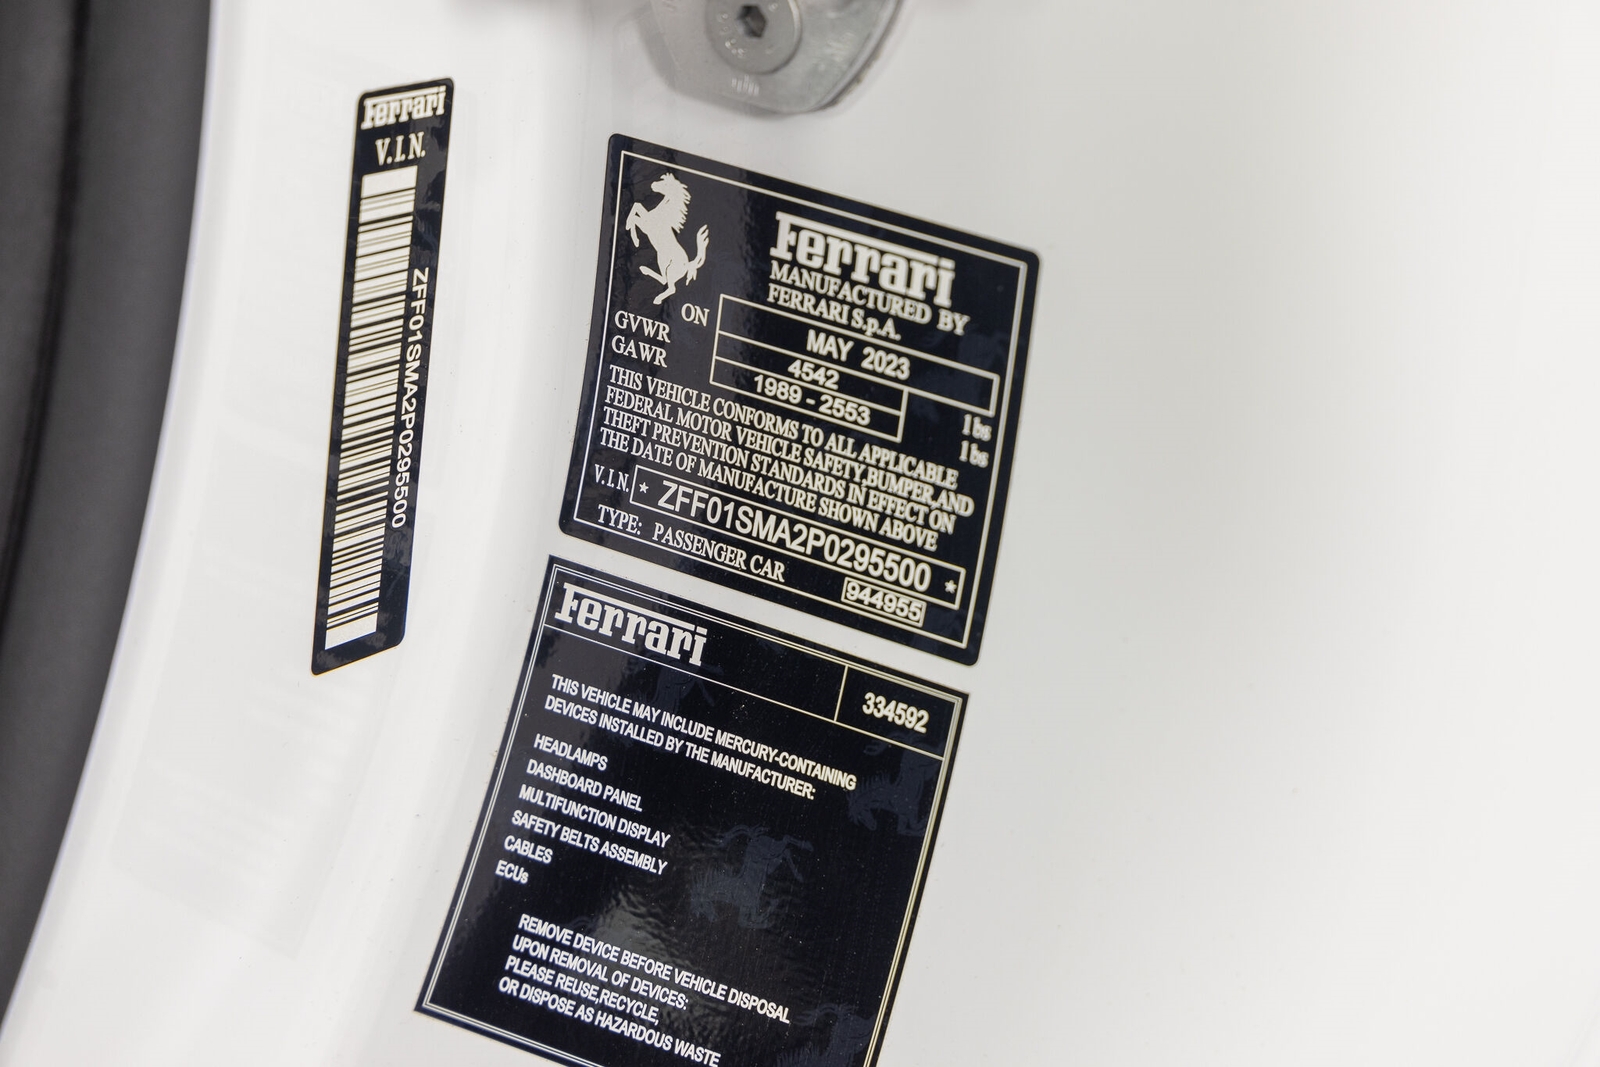 Ferrari
V.I.N.
ZFF01SMA2P0295500
Ferrari
MANUFACTURED BY
FERRARI S.p.A.
ON MAY 2023
GVWR 4542 lbs
GAWR 1989 - 2553 lbs
THIS VEHICLE CONFORMS TO ALL APPLICABLE
FEDERAL MOTOR VEHICLE SAFETY,BUMPER,AND
THEFT PREVENTION STANDARDS IN EFFECT ON
THE DATE OF MANUFACTURE SHOWN ABOVE
V.I.N. * ZFF01SMA2P0295500 *
TYPE: PASSENGER CAR
944955
Ferrari
334592
THIS VEHICLE MAY INCLUDE MERCURY-CONTAINING
DEVICES INSTALLED BY THE MANUFACTURER:
HEADLAMPS
DASHBOARD PANEL
MULTIFUNCTION DISPLAY
SAFETY BELTS ASSEMBLY
CABLES
ECUs
REMOVE DEVICE BEFORE VEHICLE DISPOSAL
UPON REMOVAL OF DEVICES:
PLEASE REUSE,RECYCLE,
OR DISPOSE AS HAZARDOUS WASTE